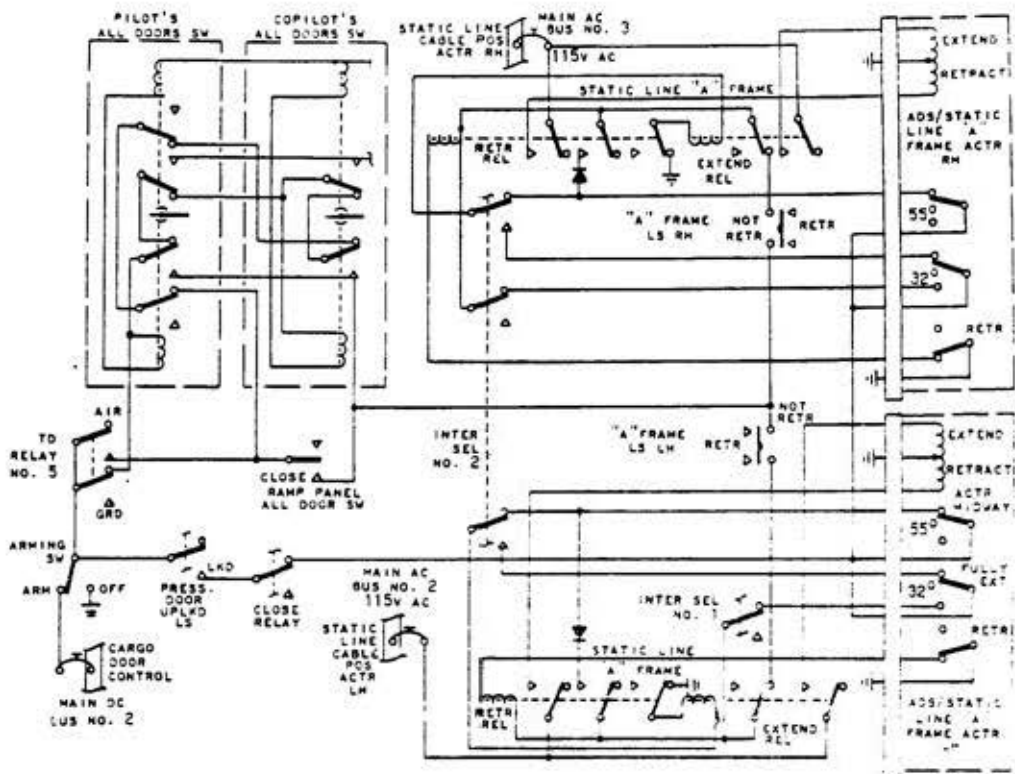 PILOT'S
ALL DOORS SW
COPILOT'S
ALL DOORS SW
STATIC LINE
CABLE POS
ACTR RH
MAIN AC
BUS NO. 3
115V AC
STATIC LINE "A" FRAME
RETR
REL
EXTEND
REL
"A" FRAME
LS RH
NOT
RETR
RETR
EXTEND
RETRACT
ADS/STATIC
LINE "A"
FRAME ACTR
RH
55
32
RETR
AIR
TD
RELAY
NO. 5
GRD
CLOSE
RAMP PANEL
ALL DOOR SW
INTER
SEL
NO. 2
"A" FRAME
LS LH
RETR
NOT
RETR
EXTEND
RETRACT
ACTR
MIDWAY
55
FULLY
EXT
32
RETR
ARMING
SW
ARM
OFF
PRESS.
DOOR
UPLKD
LS
LKD
CLOSE
RELAY
MAIN AC
BUS NO. 2
115V AC
STATIC
LINE
CABLE
POS
ACTR
LH
INTER SEL
NO. 1
CARGO
DOOR
CONTROL
MAIN DC
BUS NO. 2
STATIC LINE
"A" FRAME
RETR
REL
EXTEND
REL
ADS/STATIC
LINE "A"
FRAME ACTR